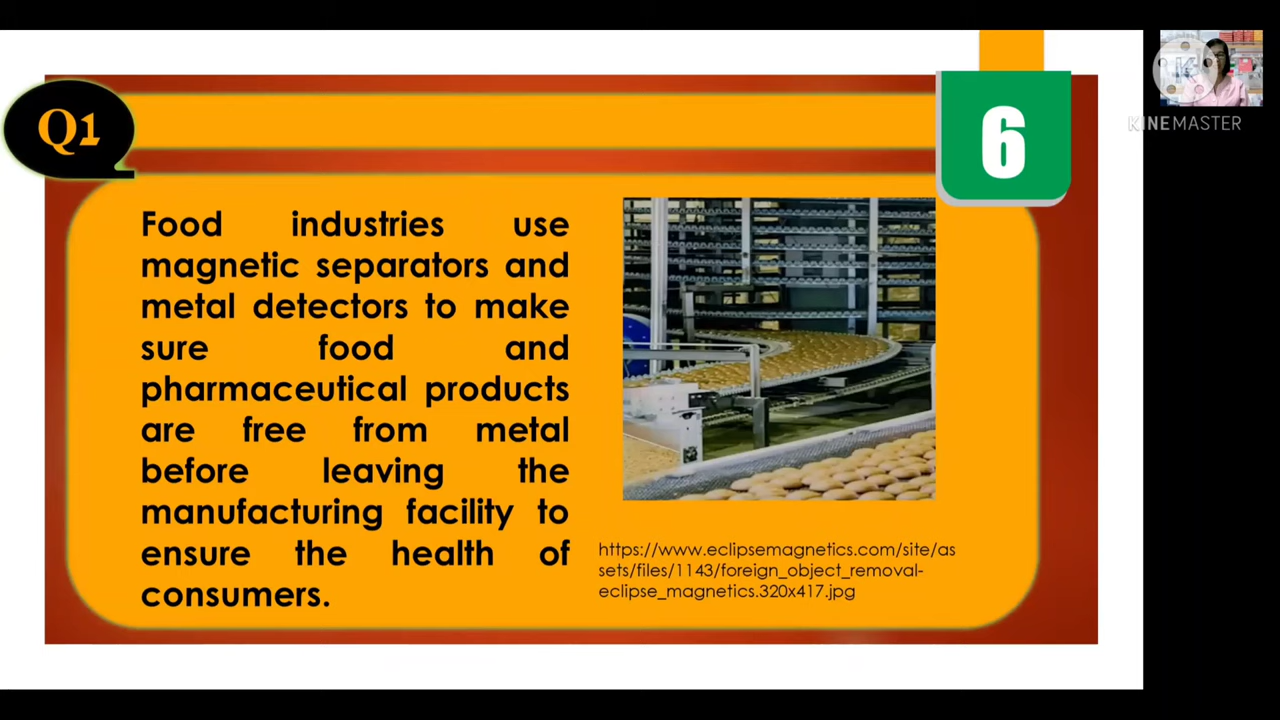 Q1
6
Food industries use
magnetic separators and
metal detectors to make
sure food and
pharmaceutical products
are free from metal
before leaving the
manufacturing facility to
ensure the health of
consumers.
https://www.eclipsemagnetics.com/site/as
sets/files/1143/foreign_object_removal-
eclipse_magnetics.320x417.jpg
KINEMASTER